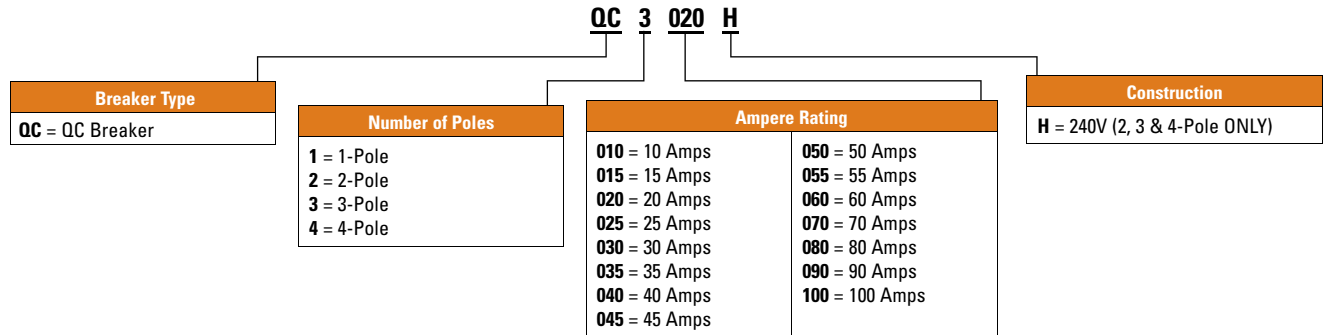 QC 3 020 H
Breaker Type
QC = QC Breaker
Number of Poles
1 = 1-Pole
2 = 2-Pole
3 = 3-Pole
4 = 4-Pole
Ampere Rating
010 = 10 Amps
015 = 15 Amps
020 = 20 Amps
025 = 25 Amps
030 = 30 Amps
035 = 35 Amps
040 = 40 Amps
045 = 45 Amps
050 = 50 Amps
055 = 55 Amps
060 = 60 Amps
070 = 70 Amps
080 = 80 Amps
090 = 90 Amps
100 = 100 Amps
Construction
H = 240V (2, 3 & 4-Pole ONLY)